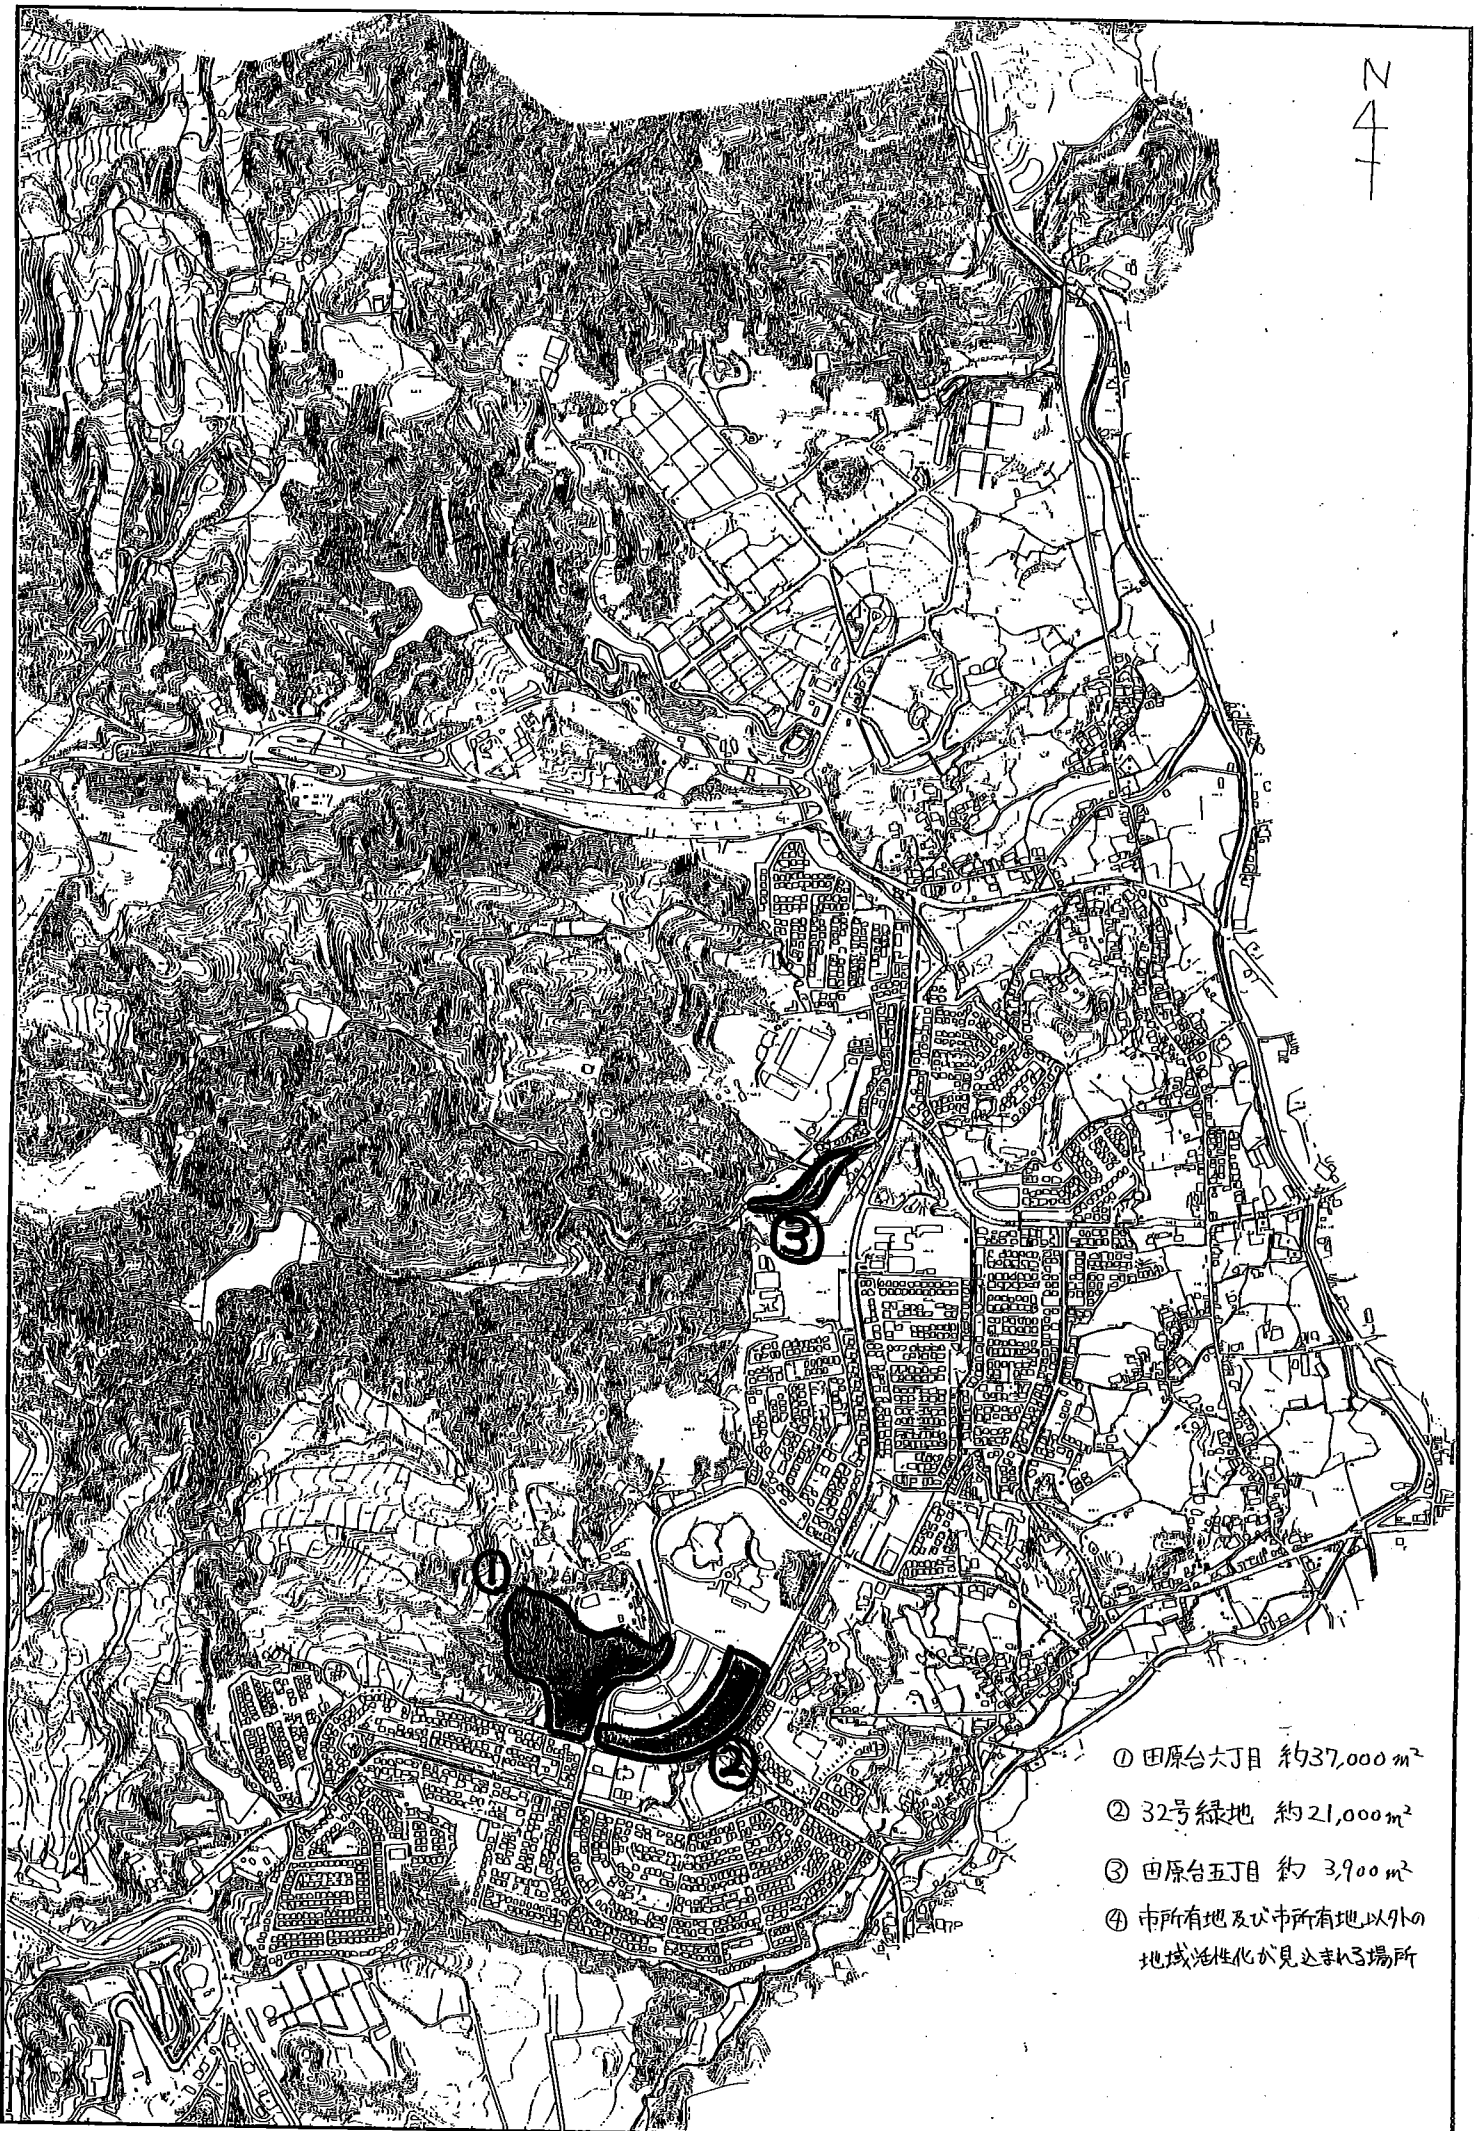 N
③
①
②
① 田原台六丁目 約37,000㎡
② 32号緑地 約21,000㎡
③ 田原台五丁目 約 3,900㎡
④ 市所有地及び市所有地以外の
地域活性化が見込まれる場所